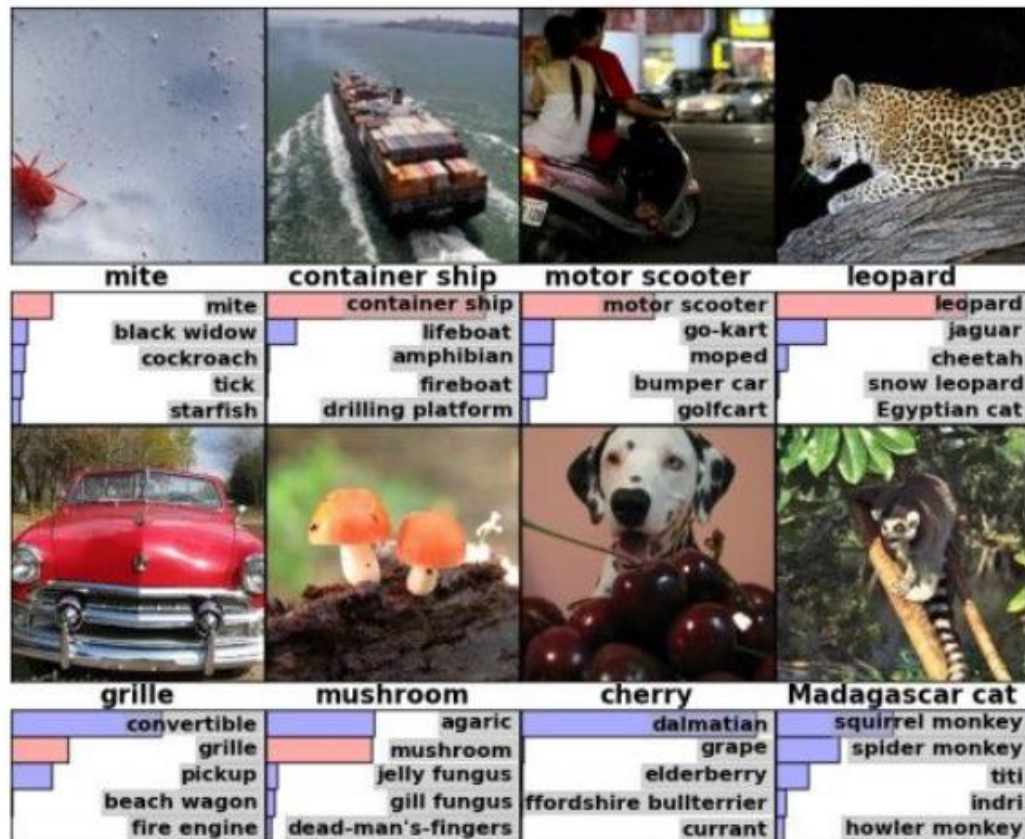 mite
container ship
motor scooter
leopard
mite
black widow
cockroach
tick
starfish
container ship
lifeboat
amphibian
fireboat
drilling platform
motor scooter
go-kart
moped
bumper car
golfcart
leopard
jaguar
cheetah
snow leopard
Egyptian cat
grille
mushroom
cherry
Madagascar cat
convertible
grille
pickup
beach wagon
fire engine
agaric
mushroom
jelly fungus
gill fungus
dead-man's-fingers
dalmatian
grape
elderberry
ffordshire bullterrier
currant
squirrel monkey
spider monkey
titi
indri
howler monkey